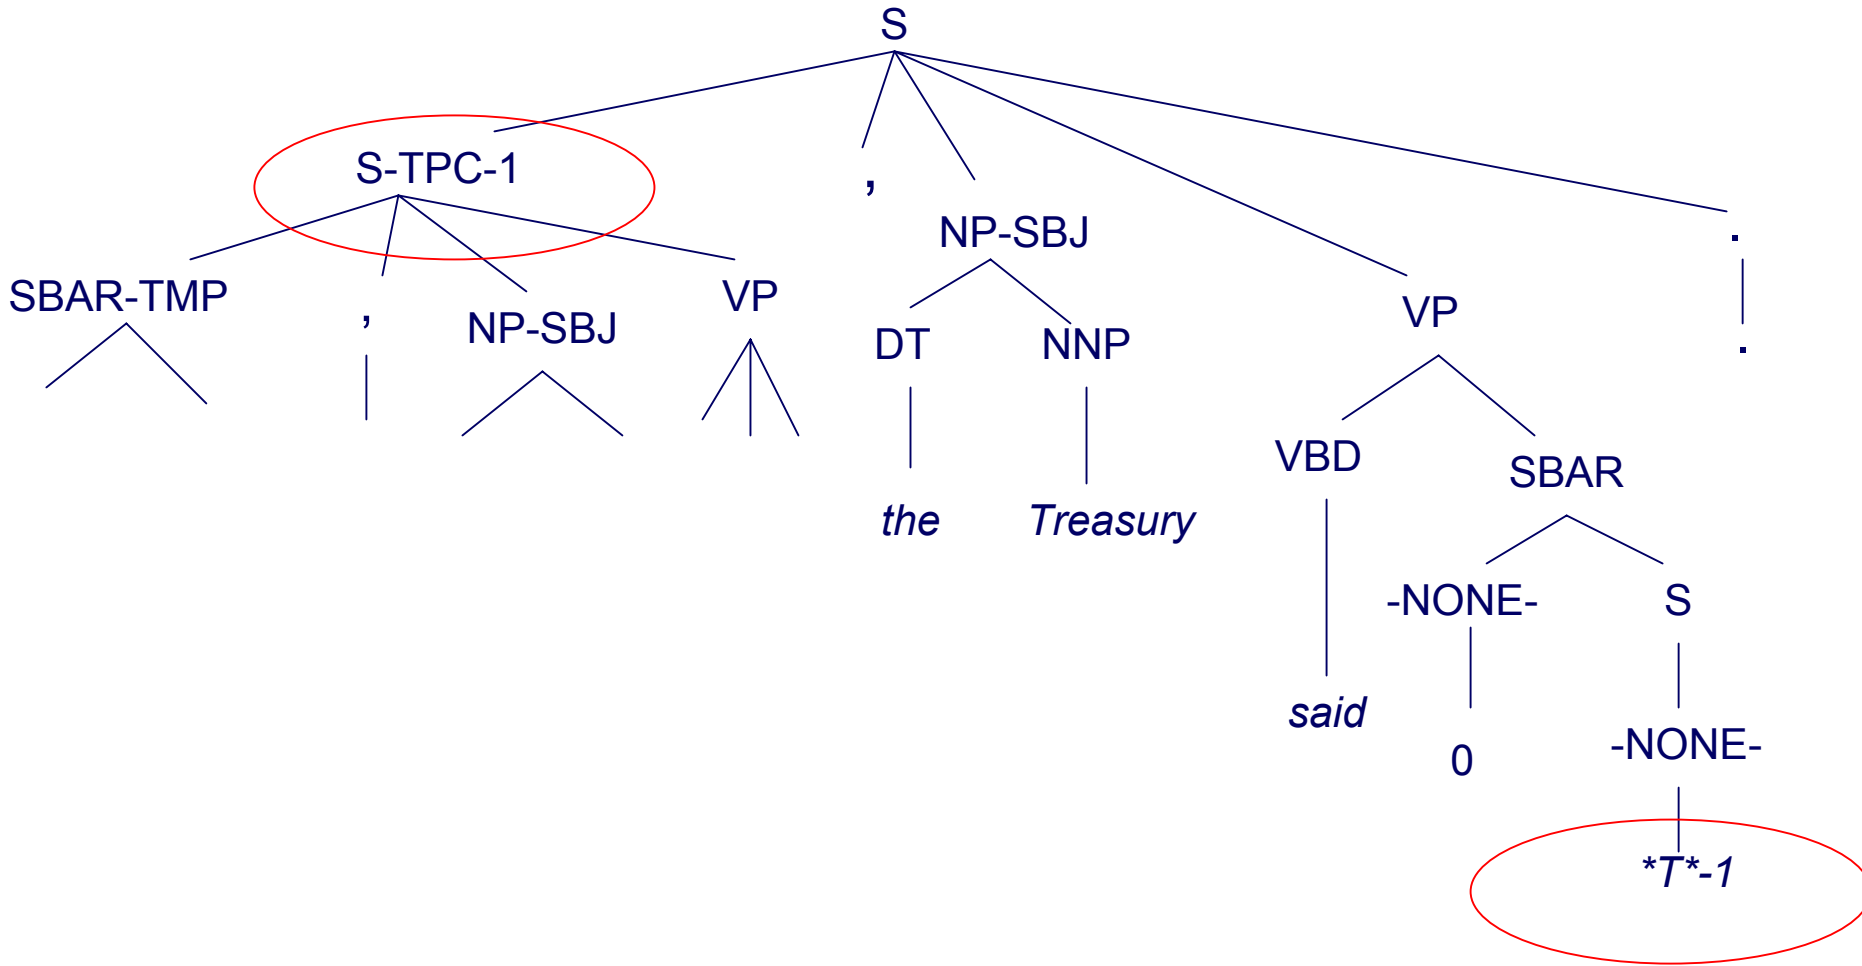 S
S-TPC-1
,
NP-SBJ
.
SBAR-TMP
,
NP-SBJ
VP
DT
NNP
VP
.
VBD
SBAR
the
Treasury
-NONE-
S
said
0
-NONE-
*T*-1